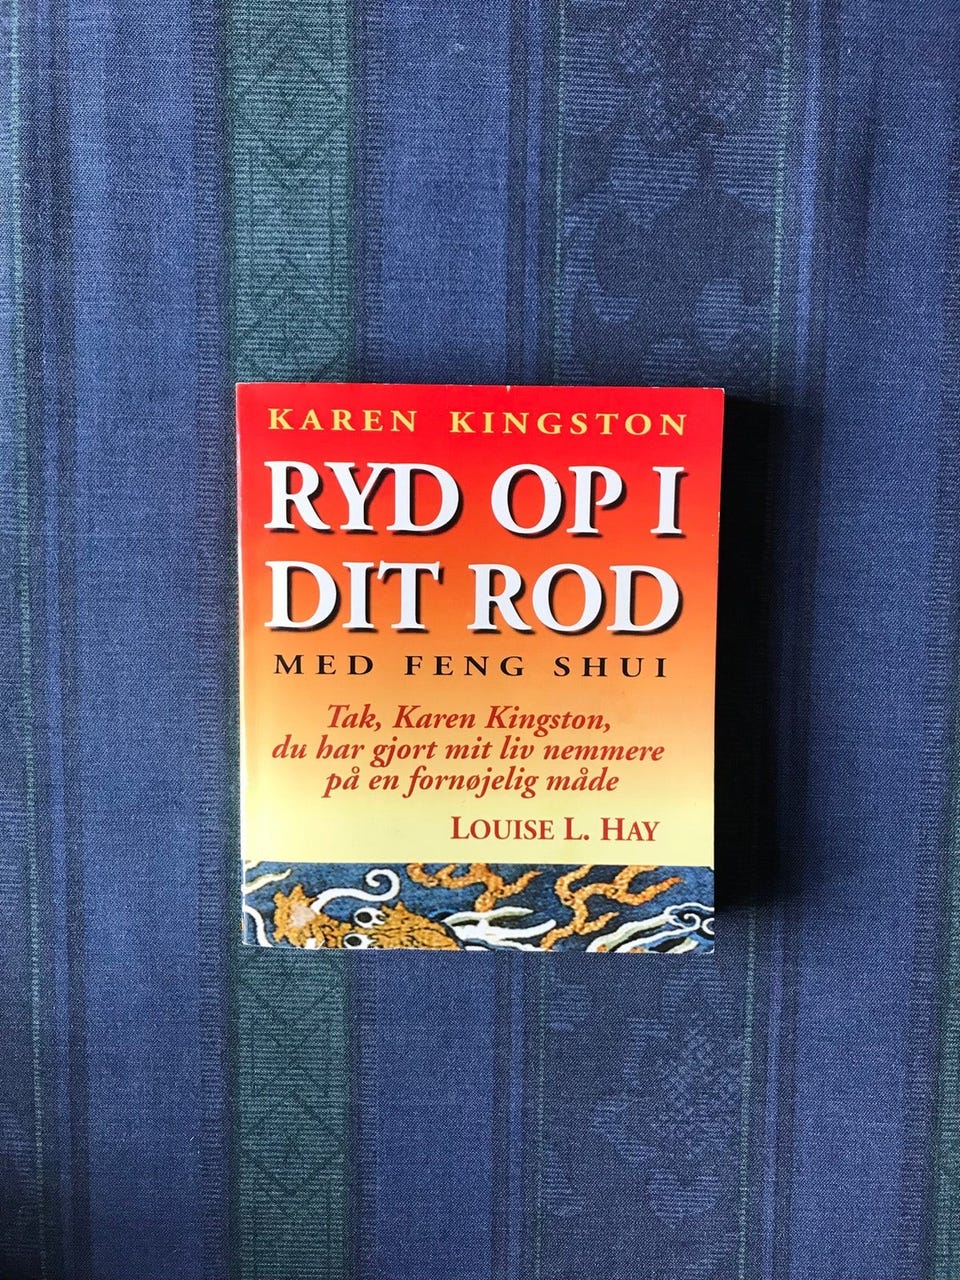 KAREN KINGSTON
RYD OP I
DIT ROD
MED FENG SHUI
Tak, Karen Kingston,
du har gjort mit liv nemmere
på en fornøjelig måde
LOUISE L. HAY